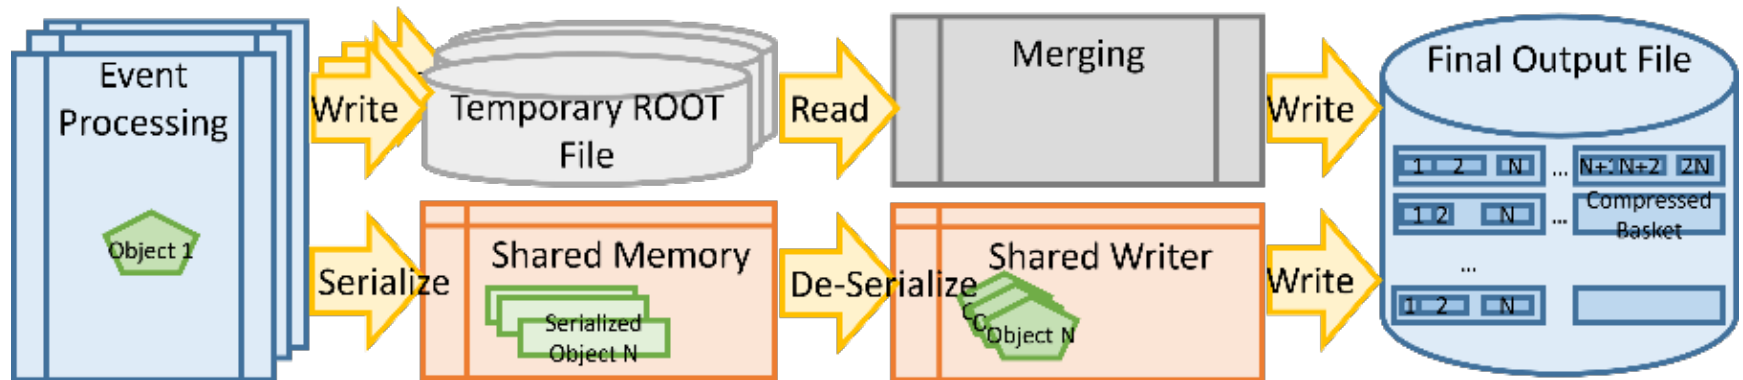 Event
Processing
Object 1
Write
Temporary ROOT
File
Read
Merging
Write
Serialize
Shared Memory
Serialized
Object N
De-Serialize
Shared Writer
Object N
Write
Final Output File
1 2 N ... N+1 N+2 2N
1 2 N ... Compressed
Basket
...
1 2 N